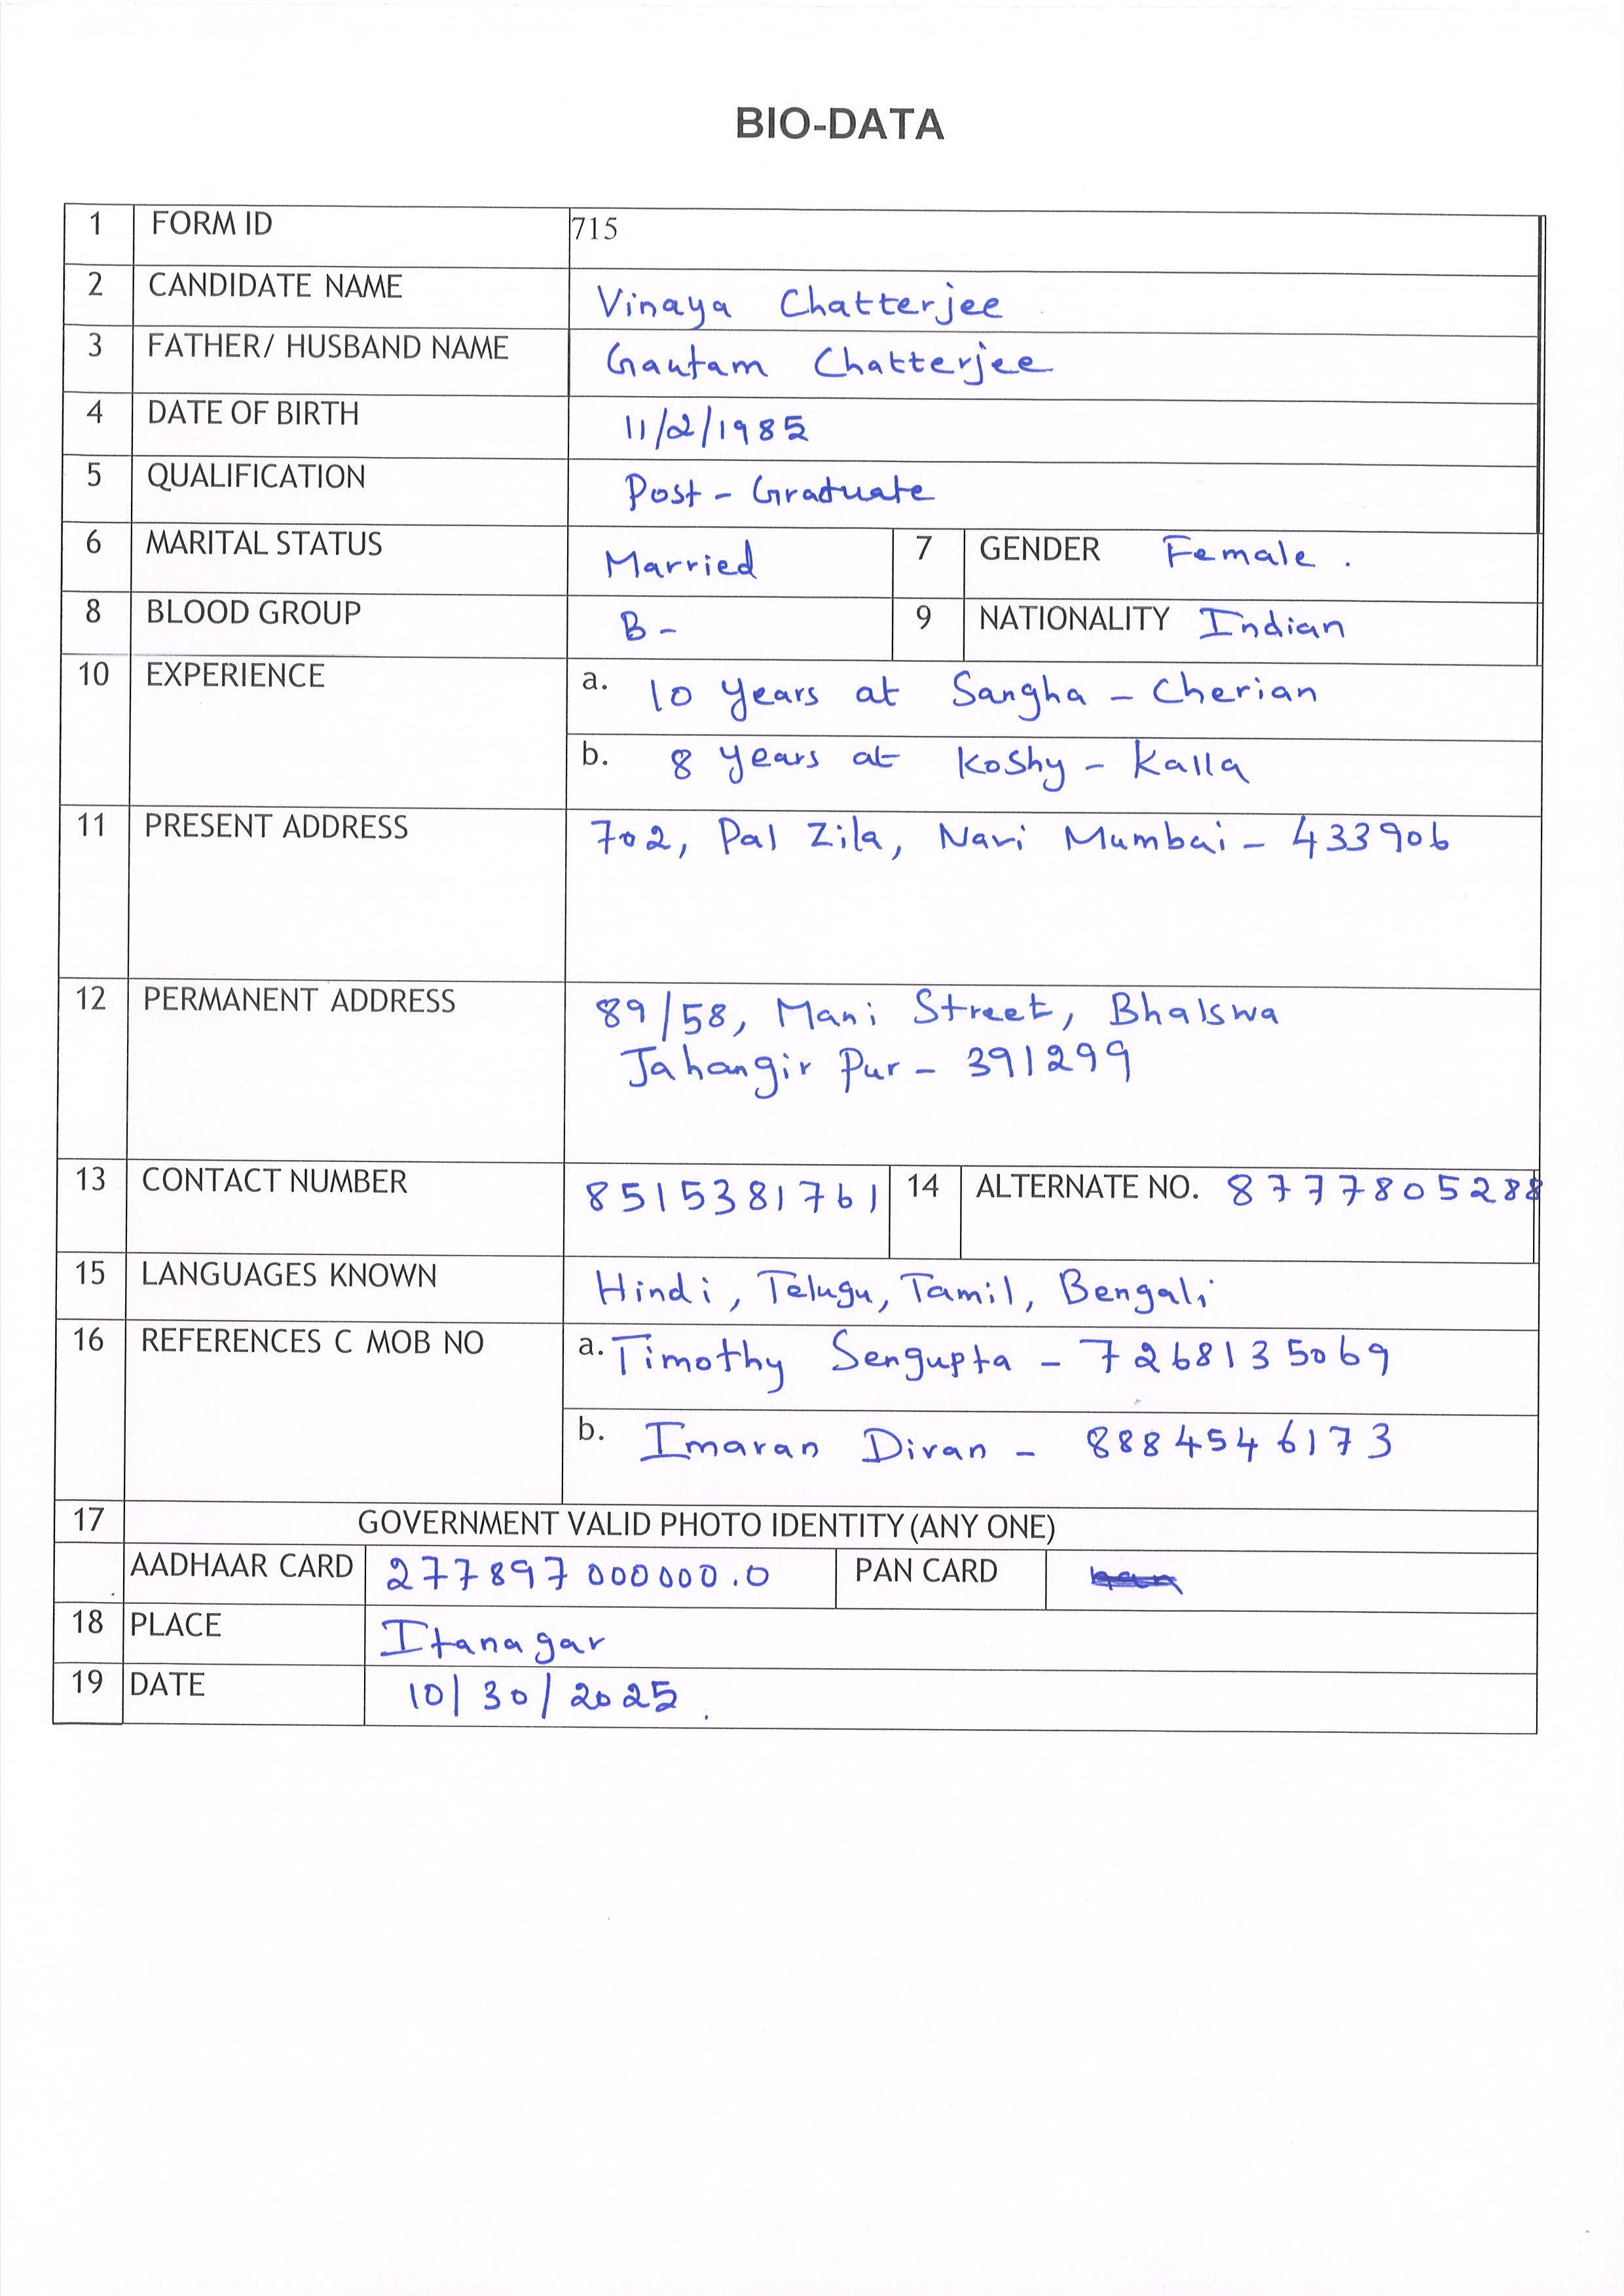 BIO-DATA
1 FORM ID 715
2 CANDIDATE NAME Vinaya Chatterjee
3 FATHER/ HUSBAND NAME Gautam Chatterjee
4 DATE OF BIRTH 11/2/1985
5 QUALIFICATION Post - Graduate
6 MARITAL STATUS Married 7 GENDER Female .
8 BLOOD GROUP B - 9 NATIONALITY Indian
10 EXPERIENCE a. 10 years at Sangha - Cherian
b. 8 years at Koshy - Kalla
11 PRESENT ADDRESS 702, Pal Zila, Navi Mumbai - 433906
12 PERMANENT ADDRESS 89/58, Mani Street, Bhalswa
Jahangir Pur - 391299
13 CONTACT NUMBER 8515381761 14 ALTERNATE NO. 8777805288
15 LANGUAGES KNOWN Hindi, Telugu, Tamil, Bengali
16 REFERENCES C MOB NO a. Timothy Sengupta - 7268135069
b. Imaran Divan - 8884546173
17 GOVERNMENT VALID PHOTO IDENTITY (ANY ONE)
AADHAAR CARD 277897000000.0 PAN CARD
18 PLACE Itanagar
19 DATE 10/30/2025